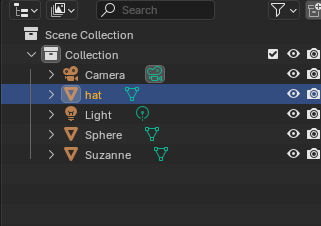 Search
Scene Collection
Collection
Camera
hat
Light
Sphere
Suzanne